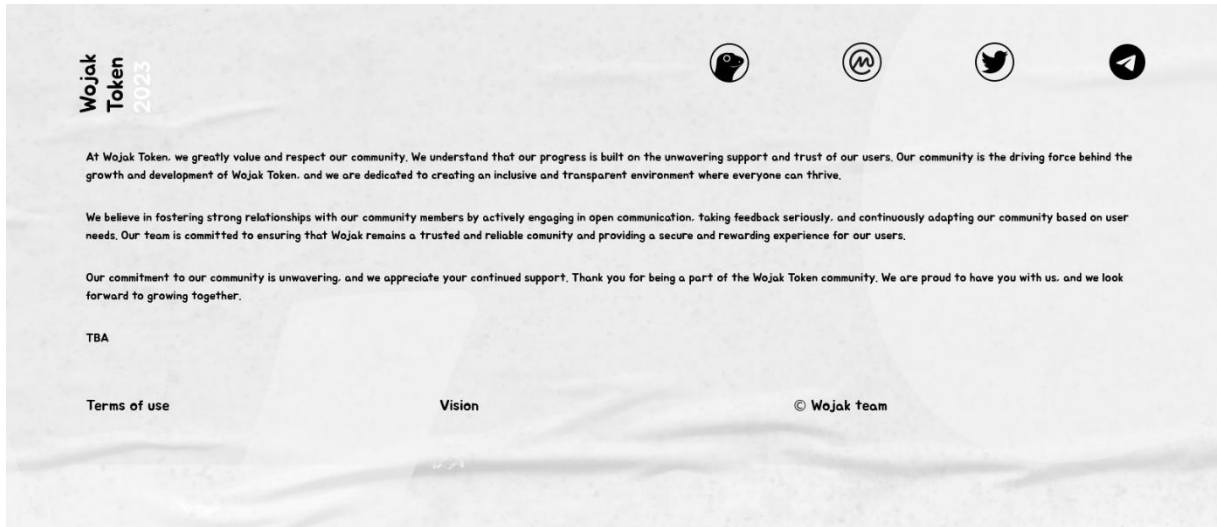 Wojak
Token
2023
At Wojak Token, we greatly value and respect our community. We understand that our progress is built on the unwavering support and trust of our users. Our community is the driving force behind the
growth and development of Wojak Token, and we are dedicated to creating an inclusive and transparent environment where everyone can thrive.
We believe in fostering strong relationships with our community members by actively engaging in open communication, taking feedback seriously, and continuously adapting our community based on user
needs. Our team is committed to ensuring that Wojak remains a trusted and reliable comunity and providing a secure and rewarding experience for our users.
Our commitment to our community is unwavering, and we appreciate your continued support. Thank you for being a part of the Wojak Token community. We are proud to have you with us, and we look
forward to growing together.
TBA
Terms of use
Vision
© Wojak team